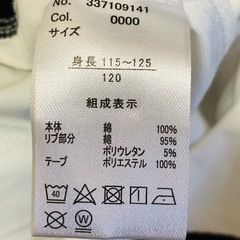 No. 337109141
Col. 0000
サイズ
身長 115~125
120
組成表示
本体 綿 100%
リブ部分 綿 95%
ポリウレタン 5%
テープ ポリエステル 100%
40
W